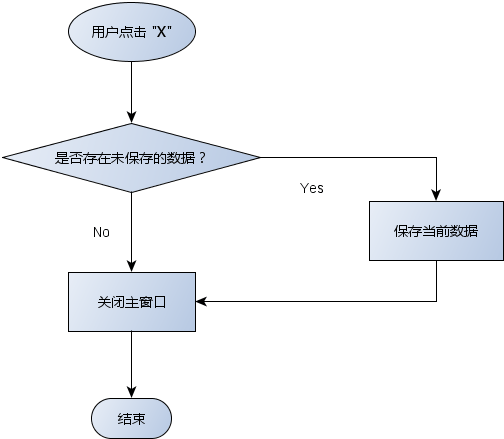 用户点击 "X"
是否存在未保存的数据？
Yes
No
保存当前数据
关闭主窗口
结束